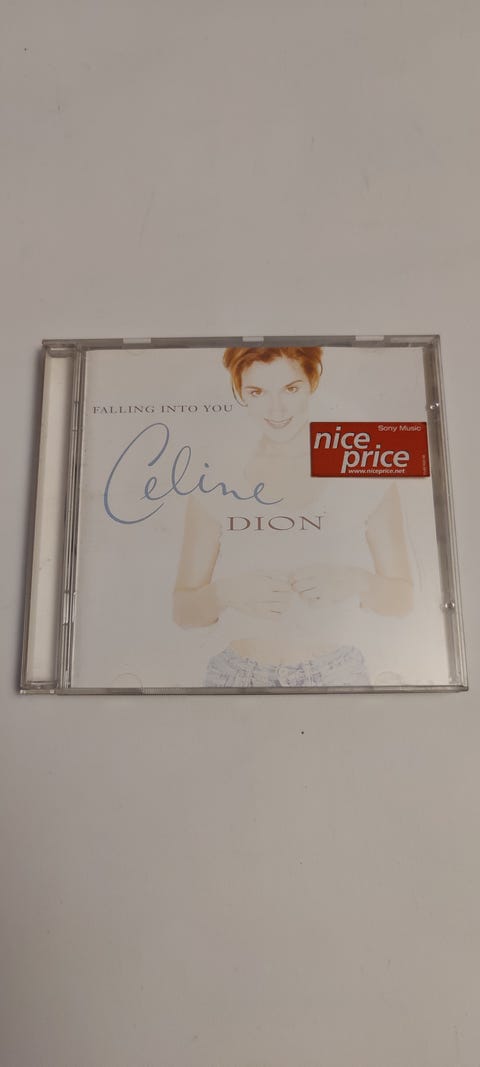 FALLING INTO YOU
Celine
DION
Sony Music
nice
price
www.niceprice.net